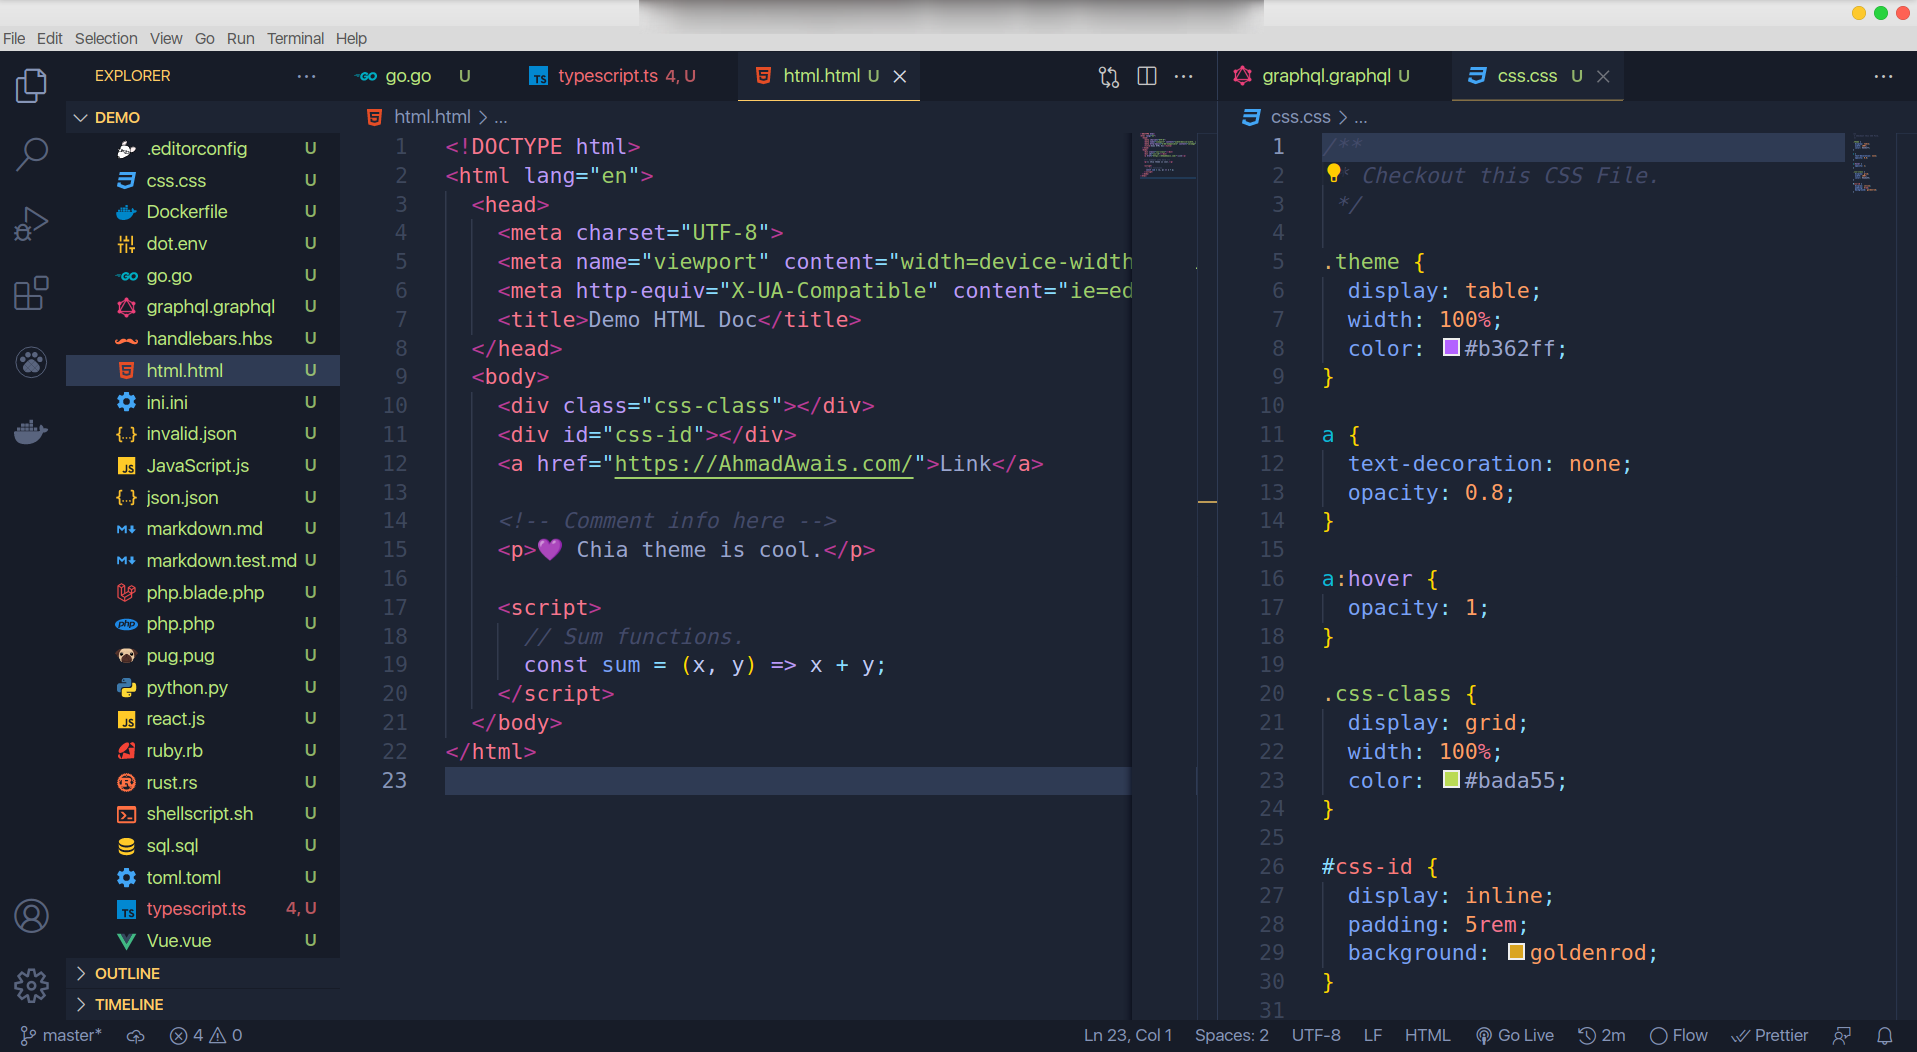 File Edit Selection View Go Run Terminal Help
EXPLORER ...
DEMO
.editorconfig U
css.css U
Dockerfile U
dot.env U
go.go U
graphql.graphql U
handlebars.hbs U
html.html U
ini.ini U
invalid.json U
JavaScript.js U
json.json U
markdown.md U
markdown.test.md U
php.blade.php U
php.php U
pug.pug U
python.py U
react.js U
ruby.rb U
rust.rs U
shellscript.sh U
sql.sql U
toml.toml U
typescript.ts 4, U
Vue.vue U
OUTLINE
TIMELINE
go.go U typescript.ts 4, U html.html U
html.html > ...
1 <!DOCTYPE html>
2 <html lang="en">
3 <head>
4 <meta charset="UTF-8">
5 <meta name="viewport" content="width=device-width
6 <meta http-equiv="X-UA-Compatible" content="ie=ed
7 <title>Demo HTML Doc</title>
8 </head>
9 <body>
10 <div class="css-class"></div>
11 <div id="css-id"></div>
12 <a href="https://AhmadAwais.com/">Link</a>
13
14 <!-- Comment info here -->
15 <p>💜 Chia theme is cool.</p>
16
17 <script>
18 // Sum functions.
19 const sum = (x, y) => x + y;
20 </script>
21 </body>
22 </html>
23
graphql.graphql U css.css U
css.css > ...
1 /**
2 * Checkout this CSS File.
3 */
4
5 .theme {
6 display: table;
7 width: 100%;
8 color: #b362ff;
9 }
10
11 a {
12 text-decoration: none;
13 opacity: 0.8;
14 }
15
16 a:hover {
17 opacity: 1;
18 }
19
20 .css-class {
21 display: grid;
22 width: 100%;
23 color: #bada55;
24 }
25
26 #css-id {
27 display: inline;
28 padding: 5rem;
29 background: goldenrod;
30 }
31
master* 4 0 Ln 23, Col 1 Spaces: 2 UTF-8 LF HTML Go Live 2m Flow Prettier